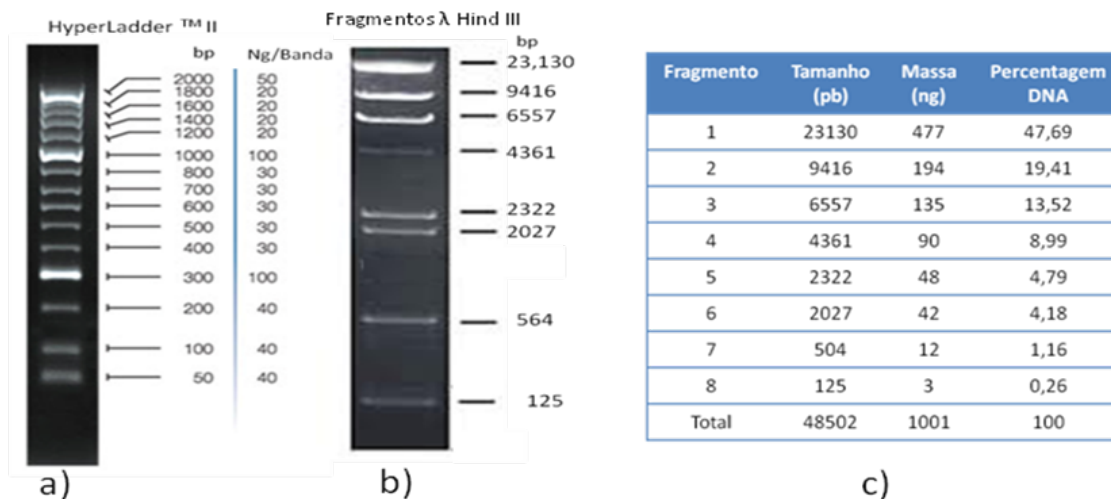 HyperLadder ™ II
bp Ng/Banda
2000 50
1800 20
1600 20
1400 20
1200 20
1000 100
800 30
700 30
600 30
500 30
400 30
300 100
200 40
100 40
50 40
a)
Fragmentos λ Hind III
bp
23,130
9416
6557
4361
2322
2027
564
125
b)
Fragmento Tamanho (pb) Massa (ng) Percentagem DNA
1 23130 477 47,69
2 9416 194 19,41
3 6557 135 13,52
4 4361 90 8,99
5 2322 48 4,79
6 2027 42 4,18
7 504 12 1,16
8 125 3 0,26
Total 48502 1001 100
c)